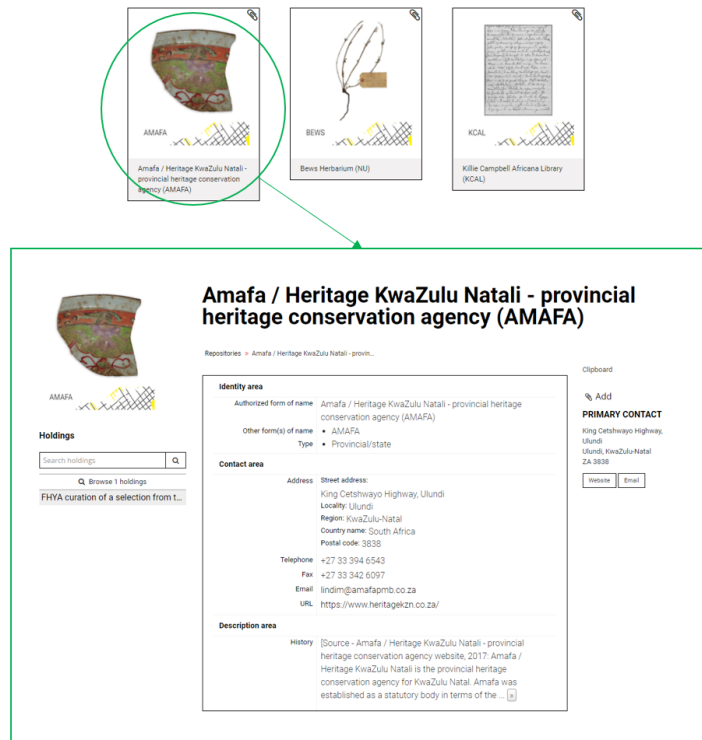 AMAFA
Amafa / Heritage KwaZulu Natali -
provincial heritage conservation
agency (AMAFA)
BEWS
Bews Herbarium (NU)
KCAL
Killie Campbell Africana Library
(KCAL)
Amafa / Heritage KwaZulu Natali - provincial
heritage conservation agency (AMAFA)
Repositories » Amafa / Heritage KwaZulu Natali - provin...
AMAFA
Holdings
Search holdings
Browse 1 holdings
FHYA curation of a selection from t...
Identity area
Authorized form of name Amafa / Heritage KwaZulu Natali - provincial heritage
conservation agency (AMAFA)
Other form(s) of name • AMAFA
Type • Provincial/state
Contact area
Address Street address:
King Cetshwayo Highway, Ulundi
Locality: Ulundi
Region: KwaZulu-Natal
Country name: South Africa
Postal code: 3838
Telephone +27 33 394 6543
Fax +27 33 342 6097
Email lindim@amafapmb.co.za
URL https://www.heritagekzn.co.za/
Description area
History [Source - Amafa / Heritage KwaZulu Natali - provincial
heritage conservation agency website, 2017: Amafa /
Heritage KwaZulu Natali is the provincial heritage
conservation agency for KwaZulu Natal. Amafa was
established as a statutory body in terms of the ... »
Clipboard
Add
PRIMARY CONTACT
King Cetshwayo Highway,
Ulundi
Ulundi, KwaZulu-Natal
ZA 3838
Website Email